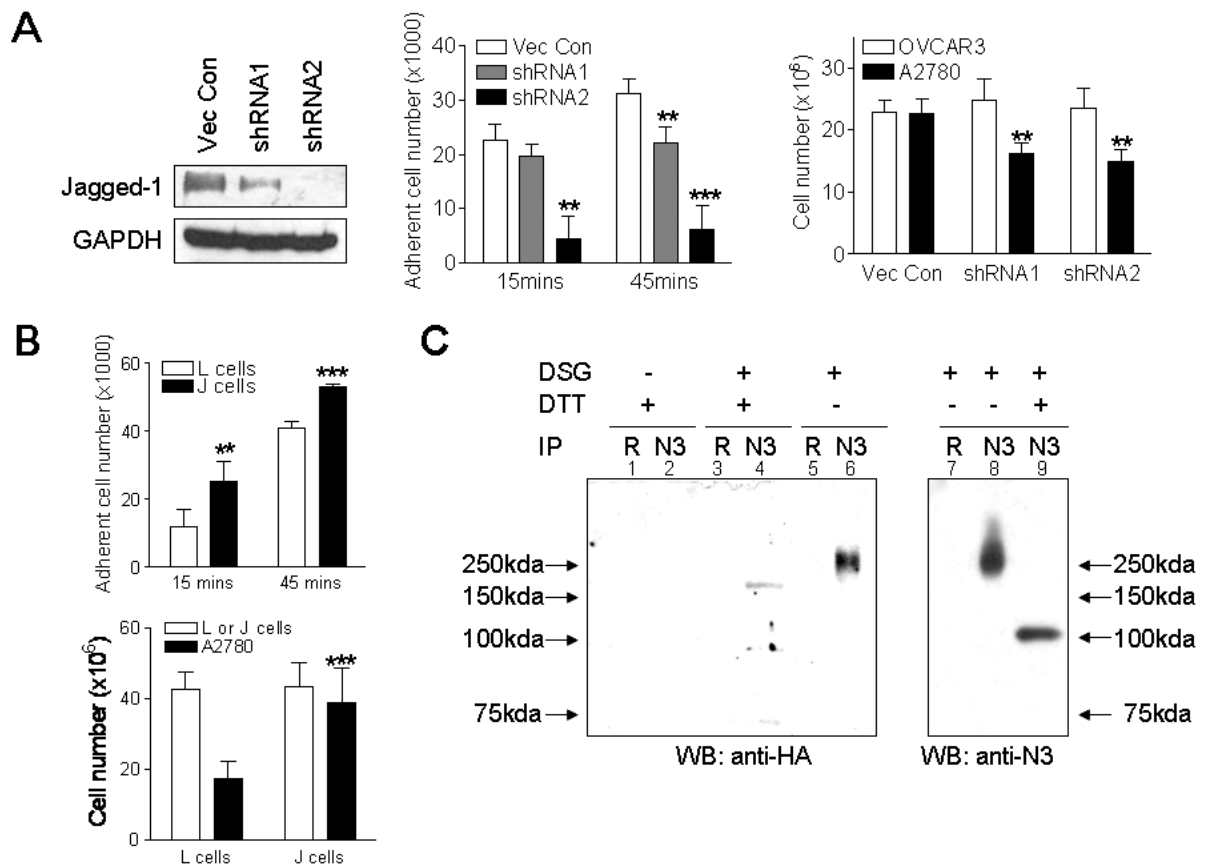 A
Vec Con
shRNA1
shRNA2
Jagged-1
GAPDH
Adherent cell number (x1000)
40
30
20
10
0
Vec Con
shRNA1
shRNA2
**
**
***
15mins
45mins
Cell number (x10⁶)
30
20
10
0
OVCAR3
A2780
**
**
Vec Con
shRNA1
shRNA2
B
Adherent cell number (x1000)
60
40
20
0
L cells
J cells
**
***
15 mins
45 mins
Cell number (x10⁶)
60
40
20
0
L or J cells
A2780
***
L cells
J cells
C
DSG - + + + + +
DTT + + - - - +
IP R N3 R N3 R N3 R N3 N3
1 2 3 4 5 6 7 8 9
250kda
150kda
100kda
75kda
250kda
150kda
100kda
75kda
WB: anti-HA
WB: anti-N3